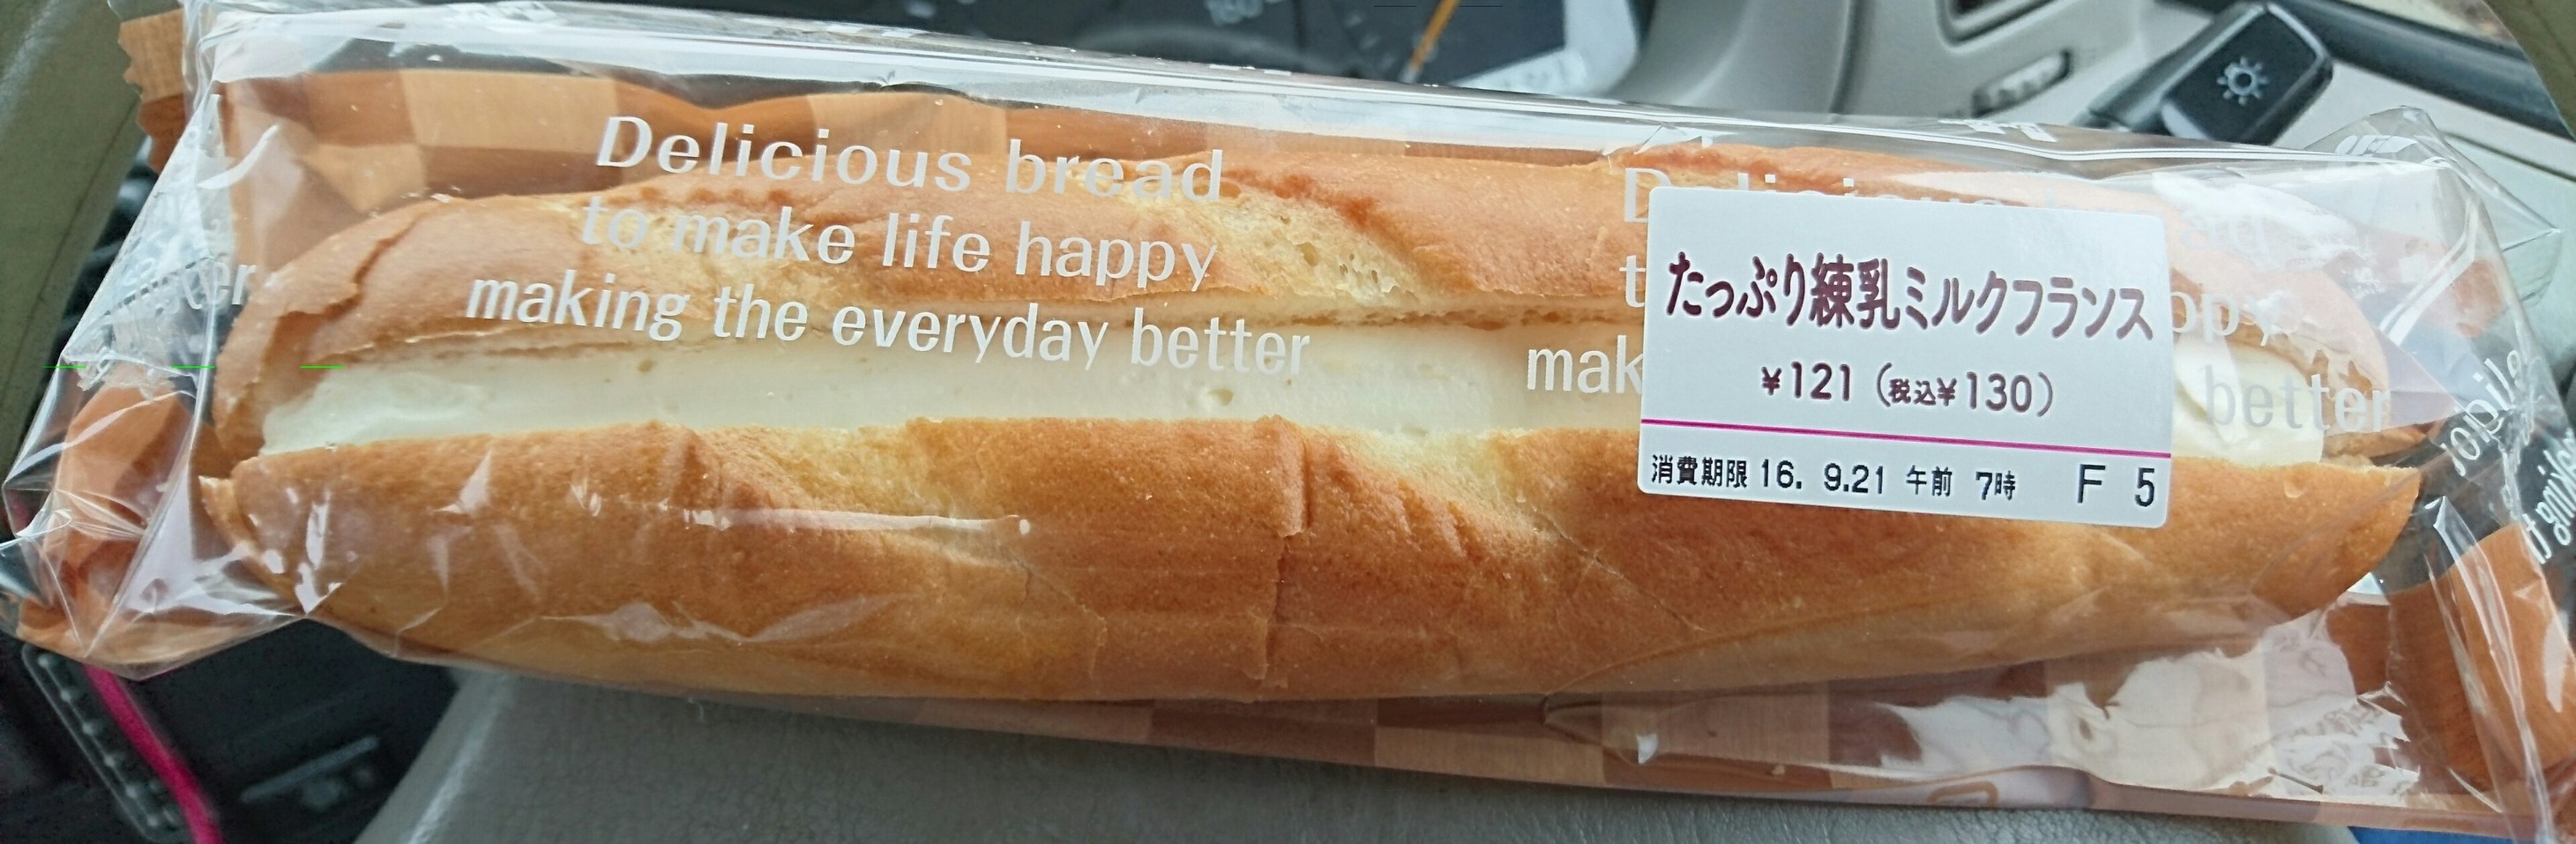 Delicious bread
to make life happy
making the everyday better
たっぷり練乳ミルクフランス
¥121 (税込¥130)
消費期限 16. 9.21 午前 7時 F 5
better